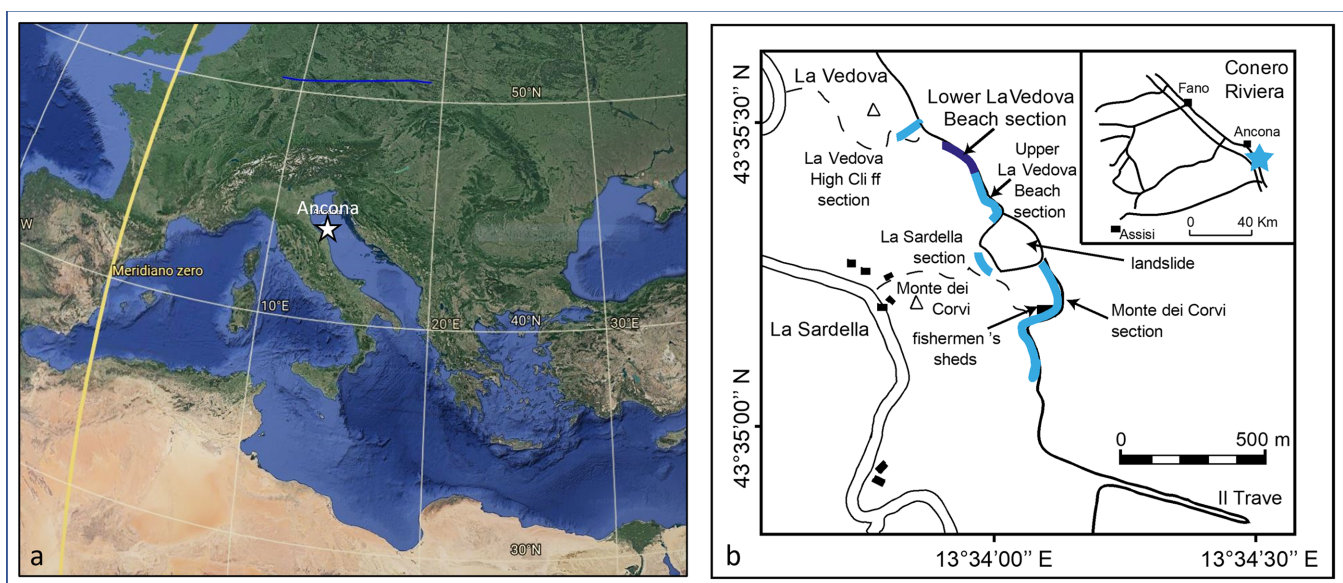 50°N
Ancona
W
Meridiano zero
10°E
20°E
40°N
30°E
30°N
a
La Vedova
Lower LaVedova
Beach section
La Vedova
High Cli ff
section
Upper
La Vedova
Beach
section
La Sardella
section
landslide
Monte dei
Corvi
Monte dei Corvi
section
La Sardella
fishermen 's
sheds
0 500 m
Il Trave
Conero
Riviera
Fano
Ancona
0 40 Km
Assisi
43°35'30'' N
43°35'00'' N
13°34'00'' E
13°34'30'' E
b